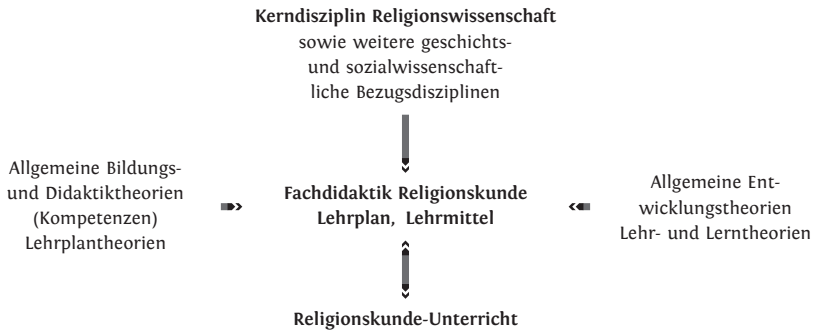 Kerndisziplin Religionswissenschaft
sowie weitere geschichts-
und sozialwissenschaft-
liche Bezugsdisziplinen
Allgemeine Bildungs-
und Didaktiktheorien
(Kompetenzen)
Lehrplantheorien
Fachdidaktik Religionskunde
Lehrplan, Lehrmittel
Allgemeine Ent-
wicklungstheorien
Lehr- und Lerntheorien
Religionskunde-Unterricht